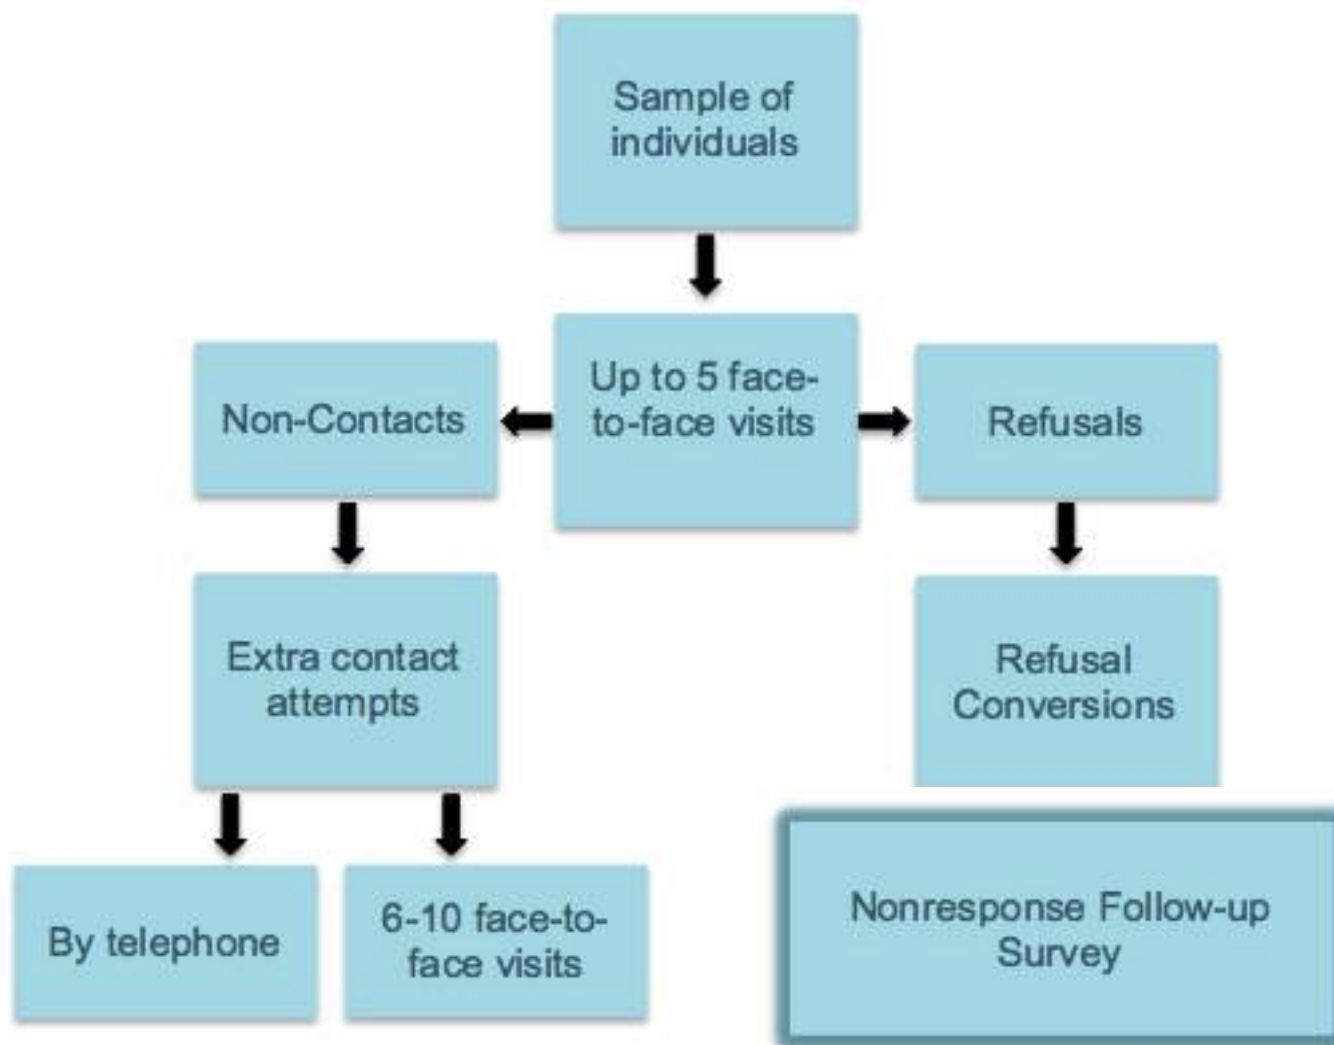 Sample of
individuals
Non-Contacts
Up to 5 face-
to-face visits
Refusals
Extra contact
attempts
Refusal
Conversions
By telephone
6-10 face-to-
face visits
Nonresponse Follow-up
Survey